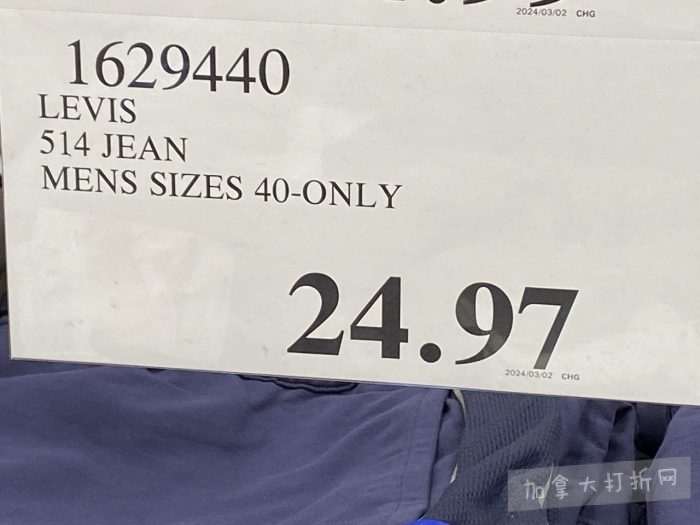 2024/03/02 CHG
1629440
LEVIS
514 JEAN
MENS SIZES 40-ONLY
24.97
2024/03/02 CHG
加拿大打折网